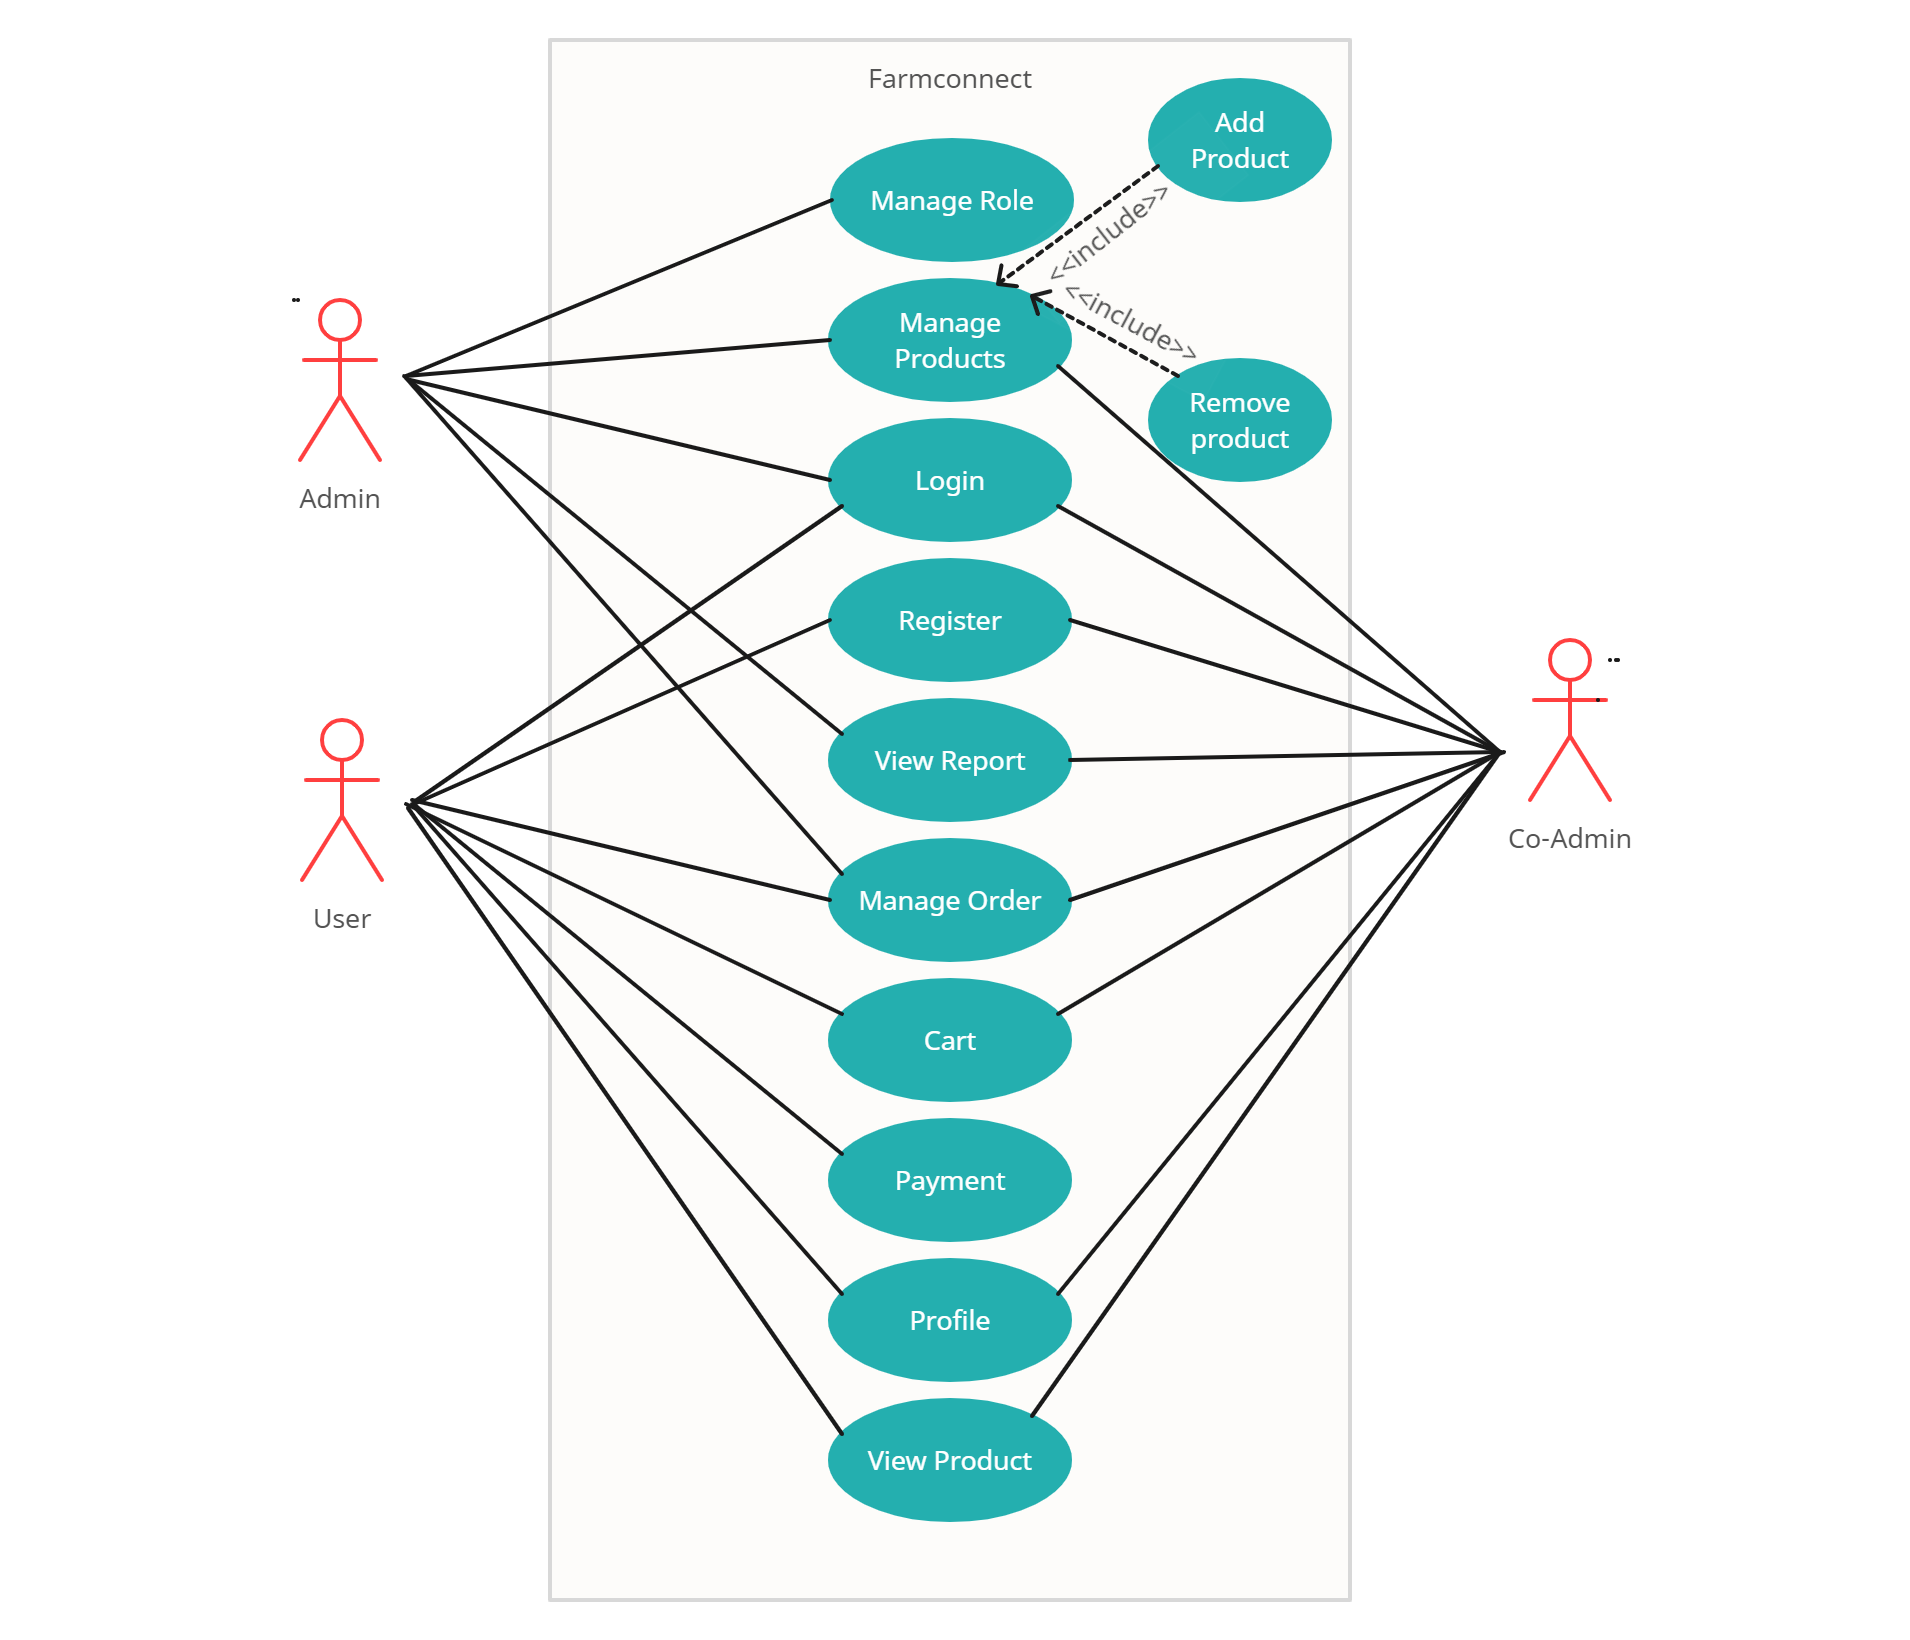 Farmconnect
Add
Product
Manage Role
<<include>>
Manage
Products
<<include>>
Remove
product
Login
Admin
Register
View Report
Co-Admin
Manage Order
User
Cart
Payment
Profile
View Product